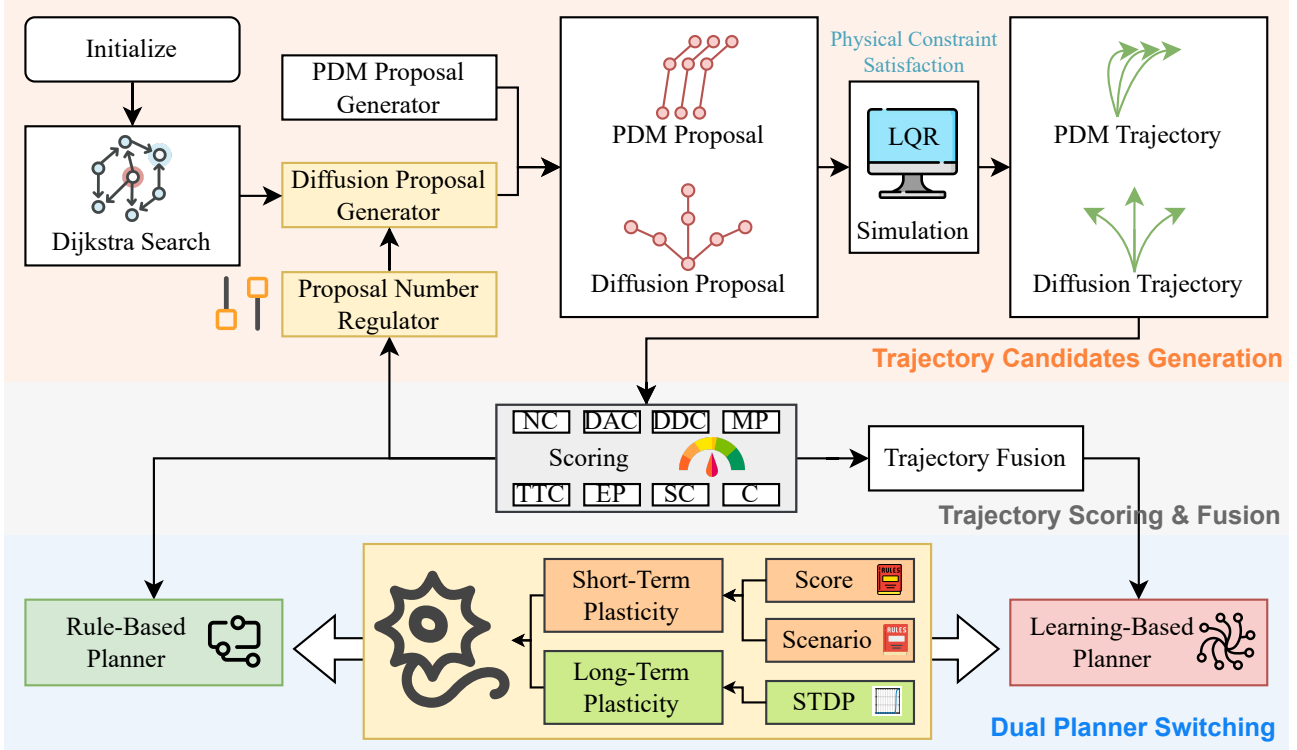 Initialize
Dijkstra Search
PDM Proposal
Generator
Diffusion Proposal
Generator
Proposal Number
Regulator
PDM Proposal
Diffusion Proposal
Physical Constraint
Satisfaction
LQR
Simulation
PDM Trajectory
Diffusion Trajectory
Trajectory Candidates Generation
NC DAC DDC MP
Scoring
TTC EP SC C
Trajectory Fusion
Trajectory Scoring & Fusion
Rule-Based
Planner
Short-Term
Plasticity
Long-Term
Plasticity
Score
RULES
Scenario
RULES
STDP
Learning-Based
Planner
Dual Planner Switching